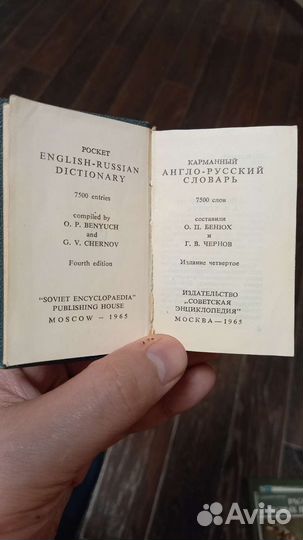 POCKET
ENGLISH-RUSSIAN
DICTIONARY
7500 entries
compiled by
O. P. BENYUCH
and
G. V. CHERNOV
Fourth edition
"SOVIET ENCYCLOPAEDIA"
PUBLISHING HOUSE
MOSCOW – 1965
КАРМАННЫЙ
АНГЛО-РУССКИЙ
СЛОВАРЬ
7500 слов
составили
О. П. БЕНЮХ
и
Г. В. ЧЕРНОВ
Издание четвертое
ИЗДАТЕЛЬСТВО
„СОВЕТСКАЯ
ЭНЦИКЛОПЕДИЯ"
МОСКВА—1965
Avito